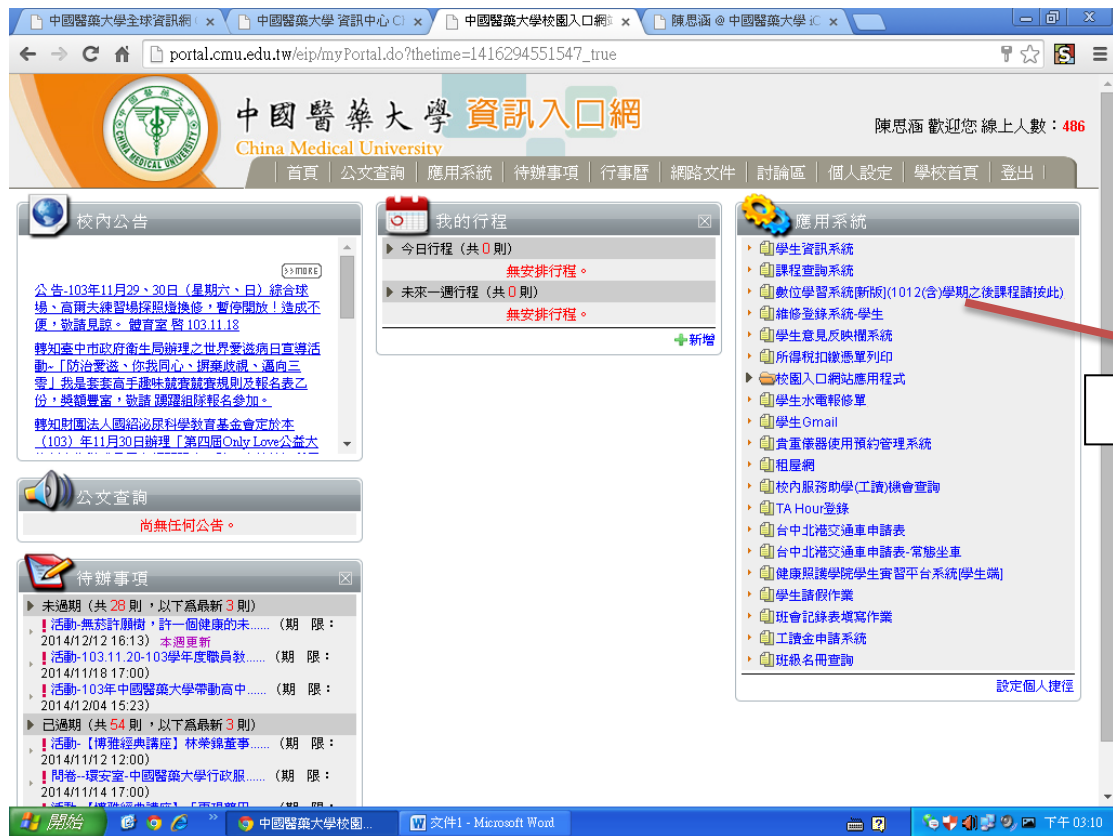 中國醫藥大學全球資訊網 (
中國醫藥大學 資訊中心 C
中國醫藥大學校園入口網
陳思涵 @ 中國醫藥大學 iC
portal.cmu.edu.tw/eip/myPortal.do?thetime=1416294551547_true
中國醫藥大學 資訊入口網
China Medical University
CHINA MEDICAL UNIVERSITY
陳思涵 歡迎您 線上人數：486
首頁 | 公文查詢 | 應用系統 | 待辦事項 | 行事曆 | 網路文件 | 討論區 | 個人設定 | 學校首頁 | 登出 |
校內公告
>>MORE
公 告-103年11月29、30日（星期六、日）綜合球
場、高爾夫練習場探照燈換修，暫停開放！造成不
便，敬請見諒。 體育室 啓 103.11.18
轉知臺中市政府衛生局辦理之世界愛滋病日宣導活
動~「防治愛滋、你我同心、摒棄歧視、邁向三
零」我是套套高手趣味競賽競賽規則及報名表乙
份，獎額豐富，敬請 踴躍組隊報名參加。
轉知財團法人國紹泌尿科學教育基金會定於本
（103）年11月30日辦理「第四屆Only Love公益大
公文查詢
尚無任何公告。
待辦事項
未過期（共 28 則，以下為最新 3 則）
活動-無菸許願樹，許一個健康的未...... （期 限：
2014/12/12 16:13） 本週更新
活動-103.11.20-103學年度職員教...... （期 限：
2014/11/18 17:00）
活動-103年中國醫藥大學帶動高中...... （期 限：
2014/12/04 15:23）
已過期（共 54 則，以下為最新 3 則）
活動-【博雅經典講座】林榮錦董事...... （期 限：
2014/11/12 12:00）
問卷--環安室-中國醫藥大學行政服...... （期 限：
2014/11/14 17:00）
我的行程
今日行程（共 0 則）
無安排行程。
未來一週行程（共 0 則）
無安排行程。
新增
應用系統
學生資訊系統
課程查詢系統
數位學習系統[新版](1012(含)學期之後課程請按此)
維修登錄系統-學生
學生意見反映欄系統
所得稅扣繳憑單列印
校園入口網站應用程式
學生水電報修單
學生Gmail
貴重儀器使用預約管理系統
租屋網
校內服務助學(工讀)機會查詢
TA Hour登錄
台中北港交通車申請表
台中北港交通車申請表-常態坐車
健康照護學院學生實習平台系統[學生端]
學生請假作業
班會記錄表填寫作業
工讀金申請系統
班級名冊查詢
設定個人捷徑
開始
中國醫藥大學校園...
文件1 - Microsoft Word
下午 03:10